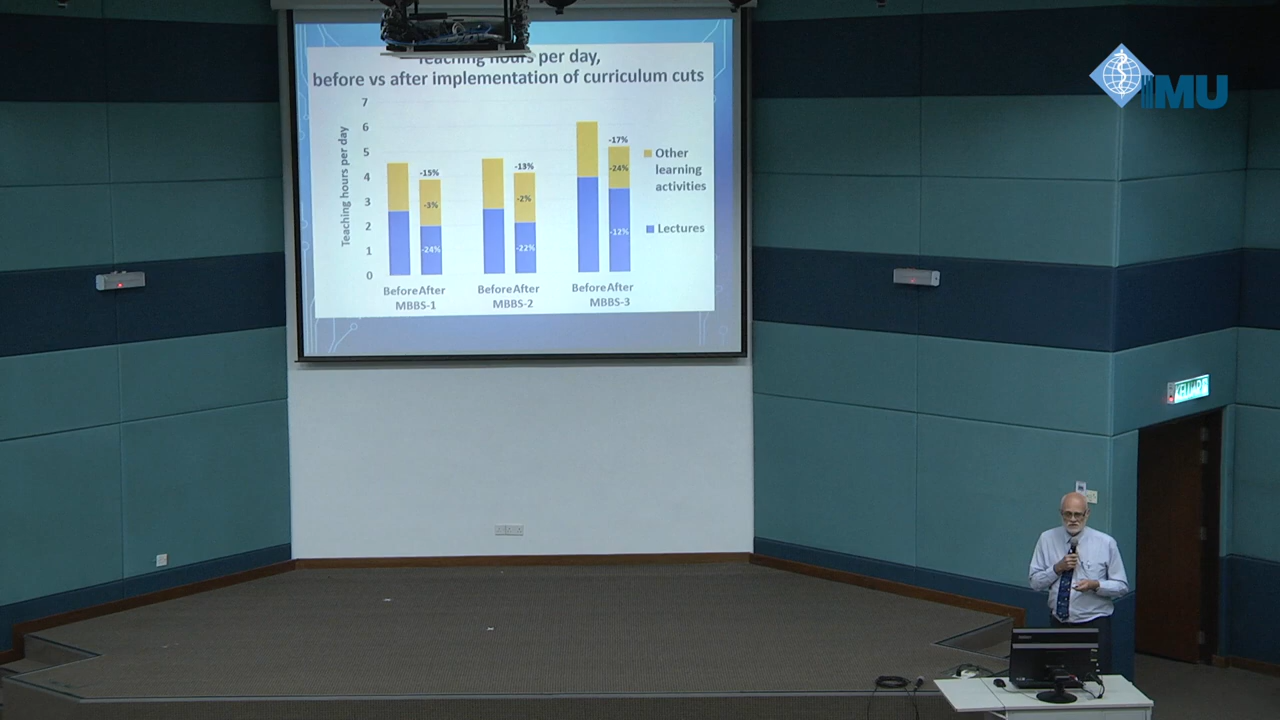 Teaching hours per day,
before vs after implementation of curriculum cuts
Teaching hours per day
7
6
5
4
3
2
1
0
-15%
-3%
-24%
-13%
-2%
-22%
-17%
-24%
-12%
Before After
MBBS-1
Before After
MBBS-2
Before After
MBBS-3
Other
learning
activities
Lectures
IMU
KELUAR